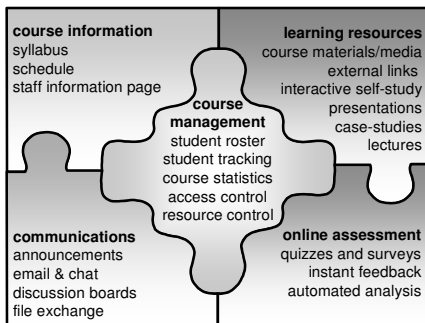 course information
syllabus
schedule
staff information page
learning resources
course materials/media
external links
interactive self-study
presentations
case-studies
lectures
course
management
student roster
student tracking
course statistics
access control
resource control
communications
announcements
email & chat
discussion boards
file exchange
online assessment
quizzes and surveys
instant feedback
automated analysis